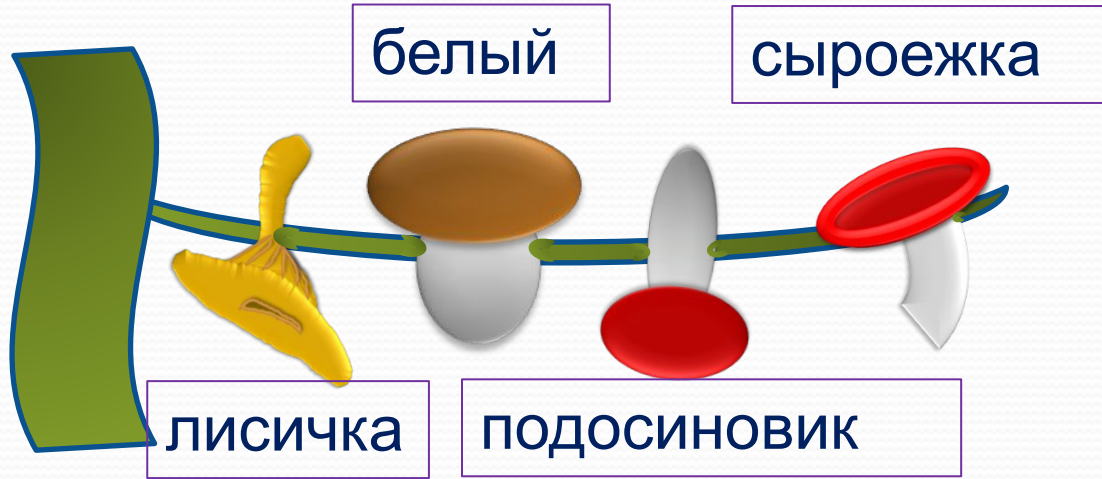 белый
сыроежка
лисичка
подосиновик